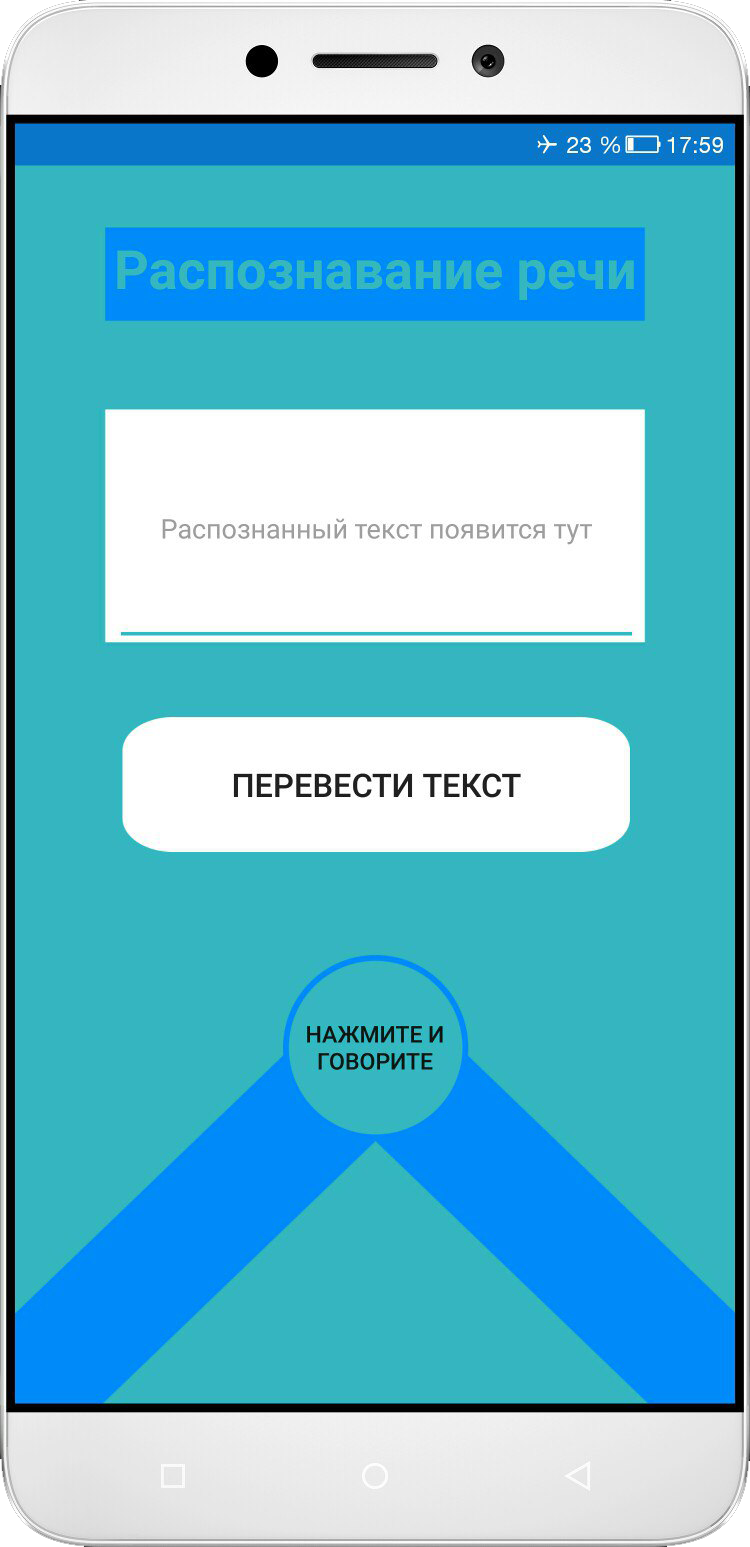 23 % 17:59
Распознавание речи
Распознанный текст появится тут
ПЕРЕВЕСТИ ТЕКСТ
НАЖМИТЕ И
ГОВОРИТЕ